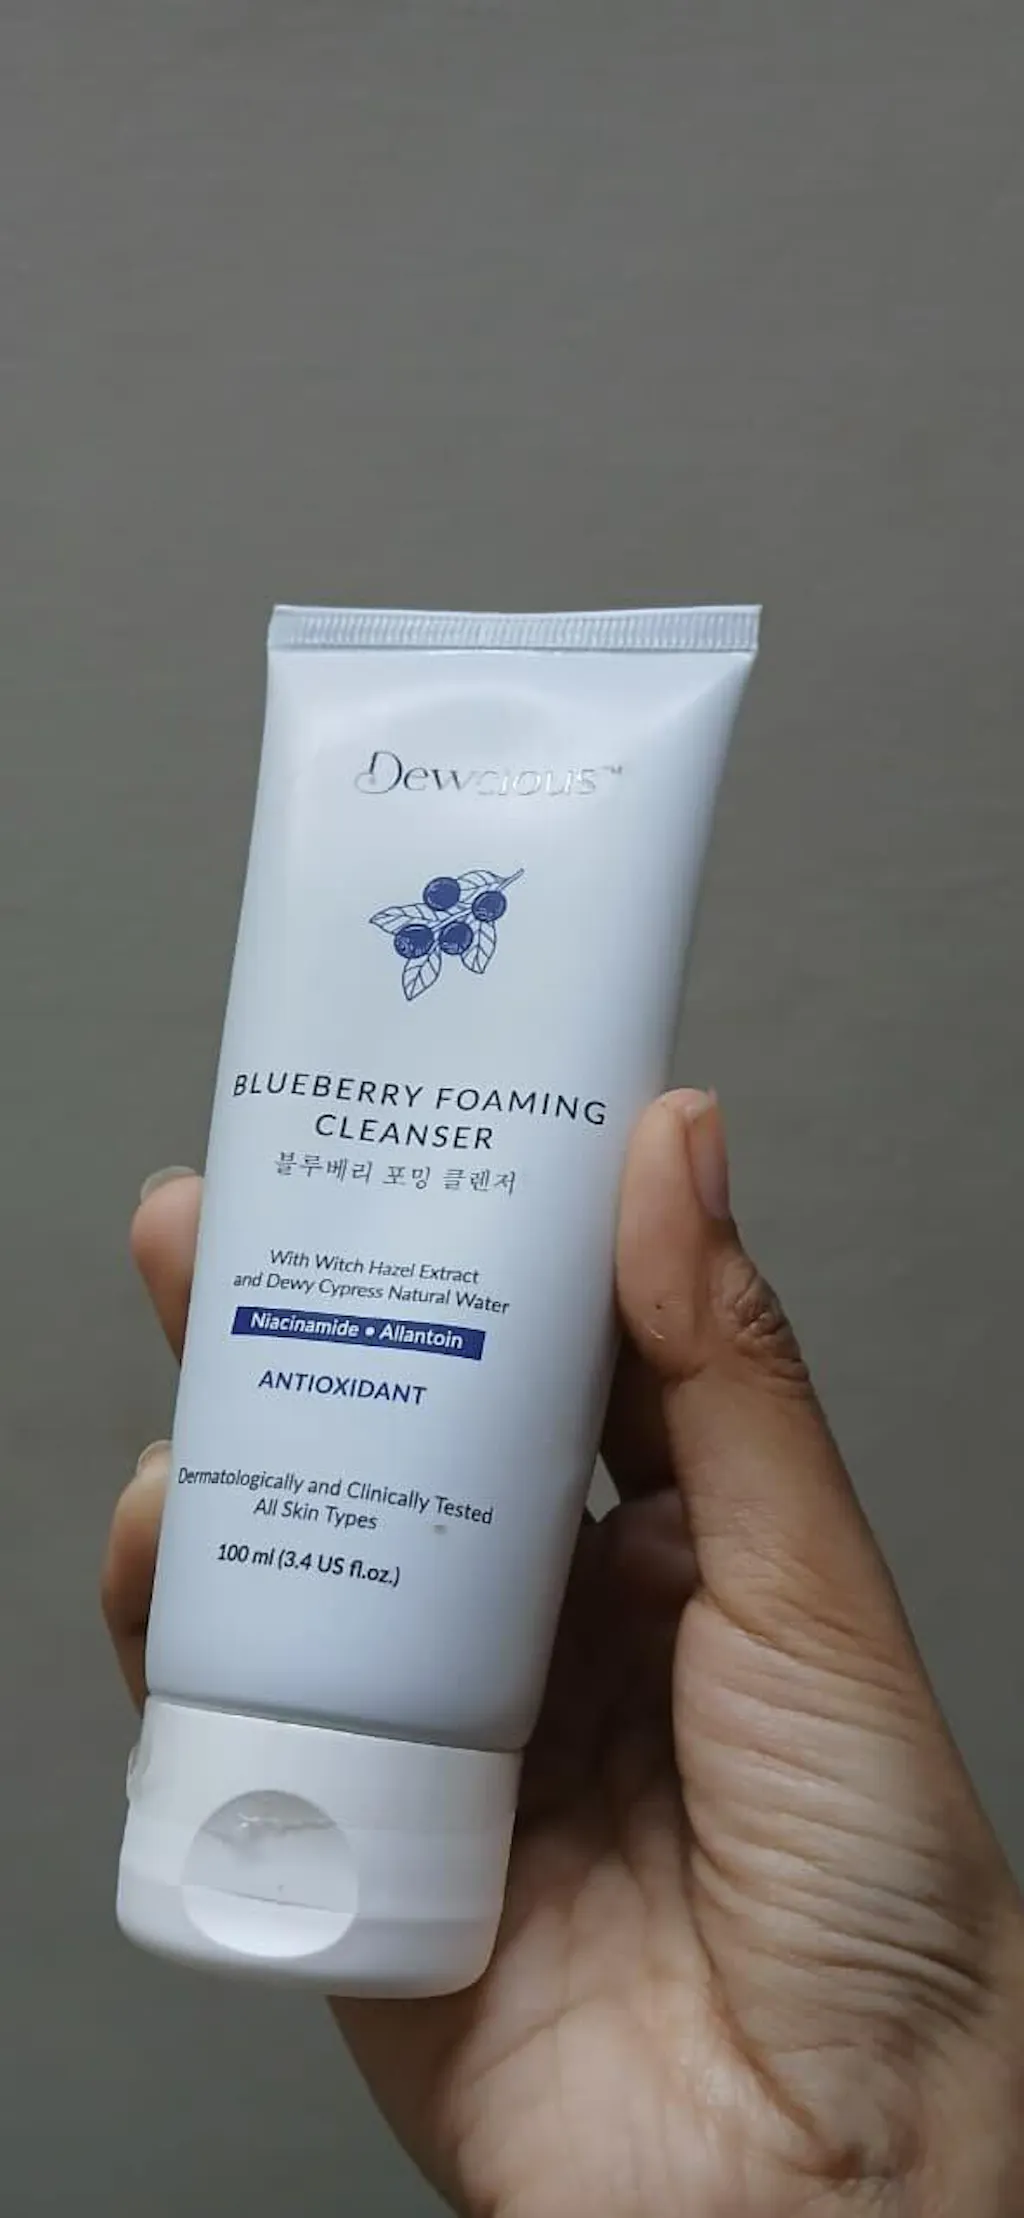 Dewcious™
BLUEBERRY FOAMING
CLEANSER
블루베리 포밍 클렌저
With Witch Hazel Extract
and Dewy Cypress Natural Water
Niacinamide • Allantoin
ANTIOXIDANT
Dermatologically and Clinically Tested
All Skin Types
100 ml (3.4 US fl.oz.)